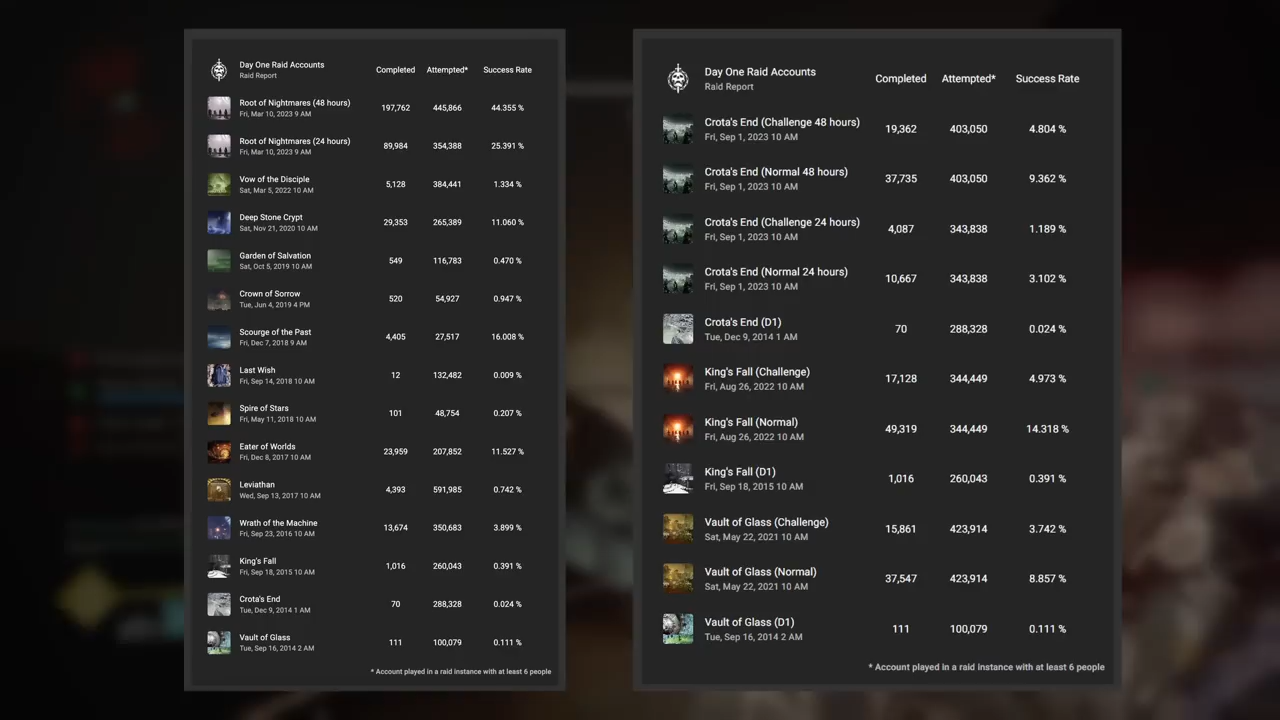 Day One Raid Accounts
Raid Report
Completed Attempted* Success Rate
Root of Nightmares (48 hours)
Fri, Mar 10, 2023 9 AM
197,762 445,866 44.355 %
Root of Nightmares (24 hours)
Fri, Mar 10, 2023 9 AM
89,984 354,388 25.391 %
Vow of the Disciple
Sat, Mar 5, 2022 10 AM
5,128 384,441 1.334 %
Deep Stone Crypt
Sat, Nov 21, 2020 10 AM
29,353 265,389 11.060 %
Garden of Salvation
Sat, Oct 5, 2019 10 AM
549 116,783 0.470 %
Crown of Sorrow
Tue, Jun 4, 2019 4 PM
520 54,927 0.947 %
Scourge of the Past
Fri, Dec 7, 2018 9 AM
4,405 27,517 16.008 %
Last Wish
Fri, Sep 14, 2018 10 AM
12 132,482 0.009 %
Spire of Stars
Fri, May 11, 2018 10 AM
101 48,754 0.207 %
Eater of Worlds
Fri, Dec 8, 2017 10 AM
23,959 207,852 11.527 %
Leviathan
Wed, Sep 13, 2017 10 AM
4,393 591,985 0.742 %
Wrath of the Machine
Fri, Sep 23, 2016 10 AM
13,674 350,683 3.899 %
King's Fall
Fri, Sep 18, 2015 10 AM
1,016 260,043 0.391 %
Crota's End
Tue, Dec 9, 2014 1 AM
70 288,328 0.024 %
Vault of Glass
Tue, Sep 16, 2014 2 AM
111 100,079 0.111 %
* Account played in a raid instance with at least 6 people
Day One Raid Accounts
Raid Report
Completed Attempted* Success Rate
Crota's End (Challenge 48 hours)
Fri, Sep 1, 2023 10 AM
19,362 403,050 4.804 %
Crota's End (Normal 48 hours)
Fri, Sep 1, 2023 10 AM
37,735 403,050 9.362 %
Crota's End (Challenge 24 hours)
Fri, Sep 1, 2023 10 AM
4,087 343,838 1.189 %
Crota's End (Normal 24 hours)
Fri, Sep 1, 2023 10 AM
10,667 343,838 3.102 %
Crota's End (D1)
Tue, Dec 9, 2014 1 AM
70 288,328 0.024 %
King's Fall (Challenge)
Fri, Aug 26, 2022 10 AM
17,128 344,449 4.973 %
King's Fall (Normal)
Fri, Aug 26, 2022 10 AM
49,319 344,449 14.318 %
King's Fall (D1)
Fri, Sep 18, 2015 10 AM
1,016 260,043 0.391 %
Vault of Glass (Challenge)
Sat, May 22, 2021 10 AM
15,861 423,914 3.742 %
Vault of Glass (Normal)
Sat, May 22, 2021 10 AM
37,547 423,914 8.857 %
Vault of Glass (D1)
Tue, Sep 16, 2014 2 AM
111 100,079 0.111 %
* Account played in a raid instance with at least 6 people